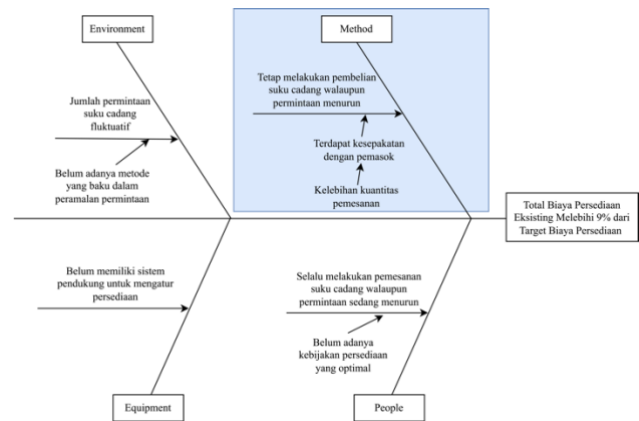 Environment
Method
Jumlah permintaan
suku cadang
fluktuatif
Belum adanya metode
yang baku dalam
peramalan permintaan
Tetap melakukan pembelian
suku cadang walaupun
permintaan menurun
Terdapat kesepakatan
dengan pemasok
Kelebihan kuantitas
pemesanan
Total Biaya Persediaan
Eksisting Melebihi 9% dari
Target Biaya Persediaan
Belum memiliki sistem
pendukung untuk mengatur
persediaan
Selalu melakukan pemesanan
suku cadang walaupun
permintaan sedang menurun
Belum adanya
kebijakan persediaan
yang optimal
Equipment
People